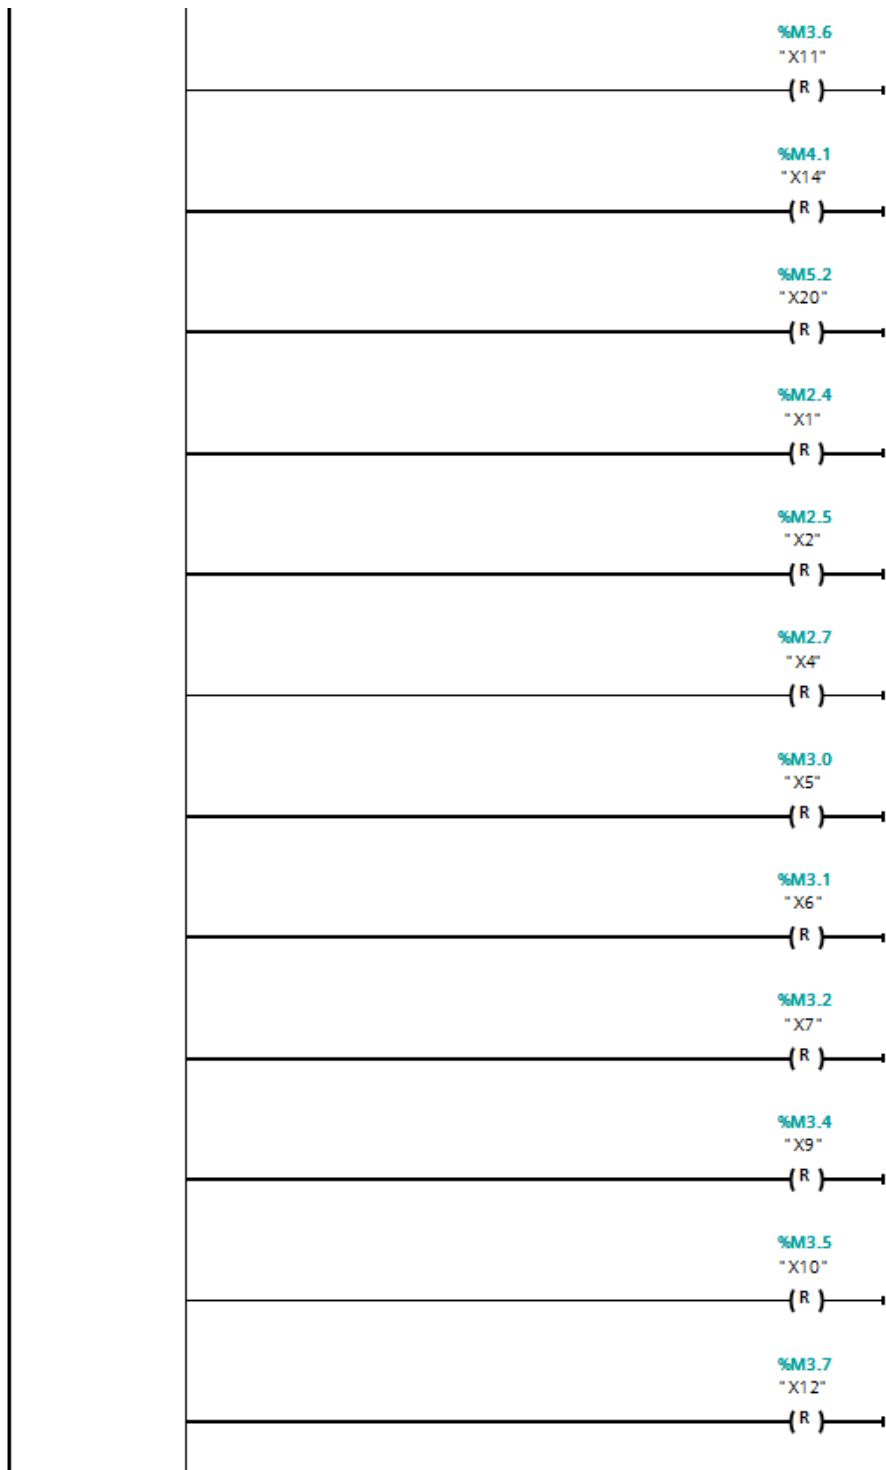 %M3.6
"X11"
( R )
%M4.1
"X14"
( R )
%M5.2
"X20"
( R )
%M2.4
"X1"
( R )
%M2.5
"X2"
( R )
%M2.7
"X4"
( R )
%M3.0
"X5"
( R )
%M3.1
"X6"
( R )
%M3.2
"X7"
( R )
%M3.4
"X9"
( R )
%M3.5
"X10"
( R )
%M3.7
"X12"
( R )